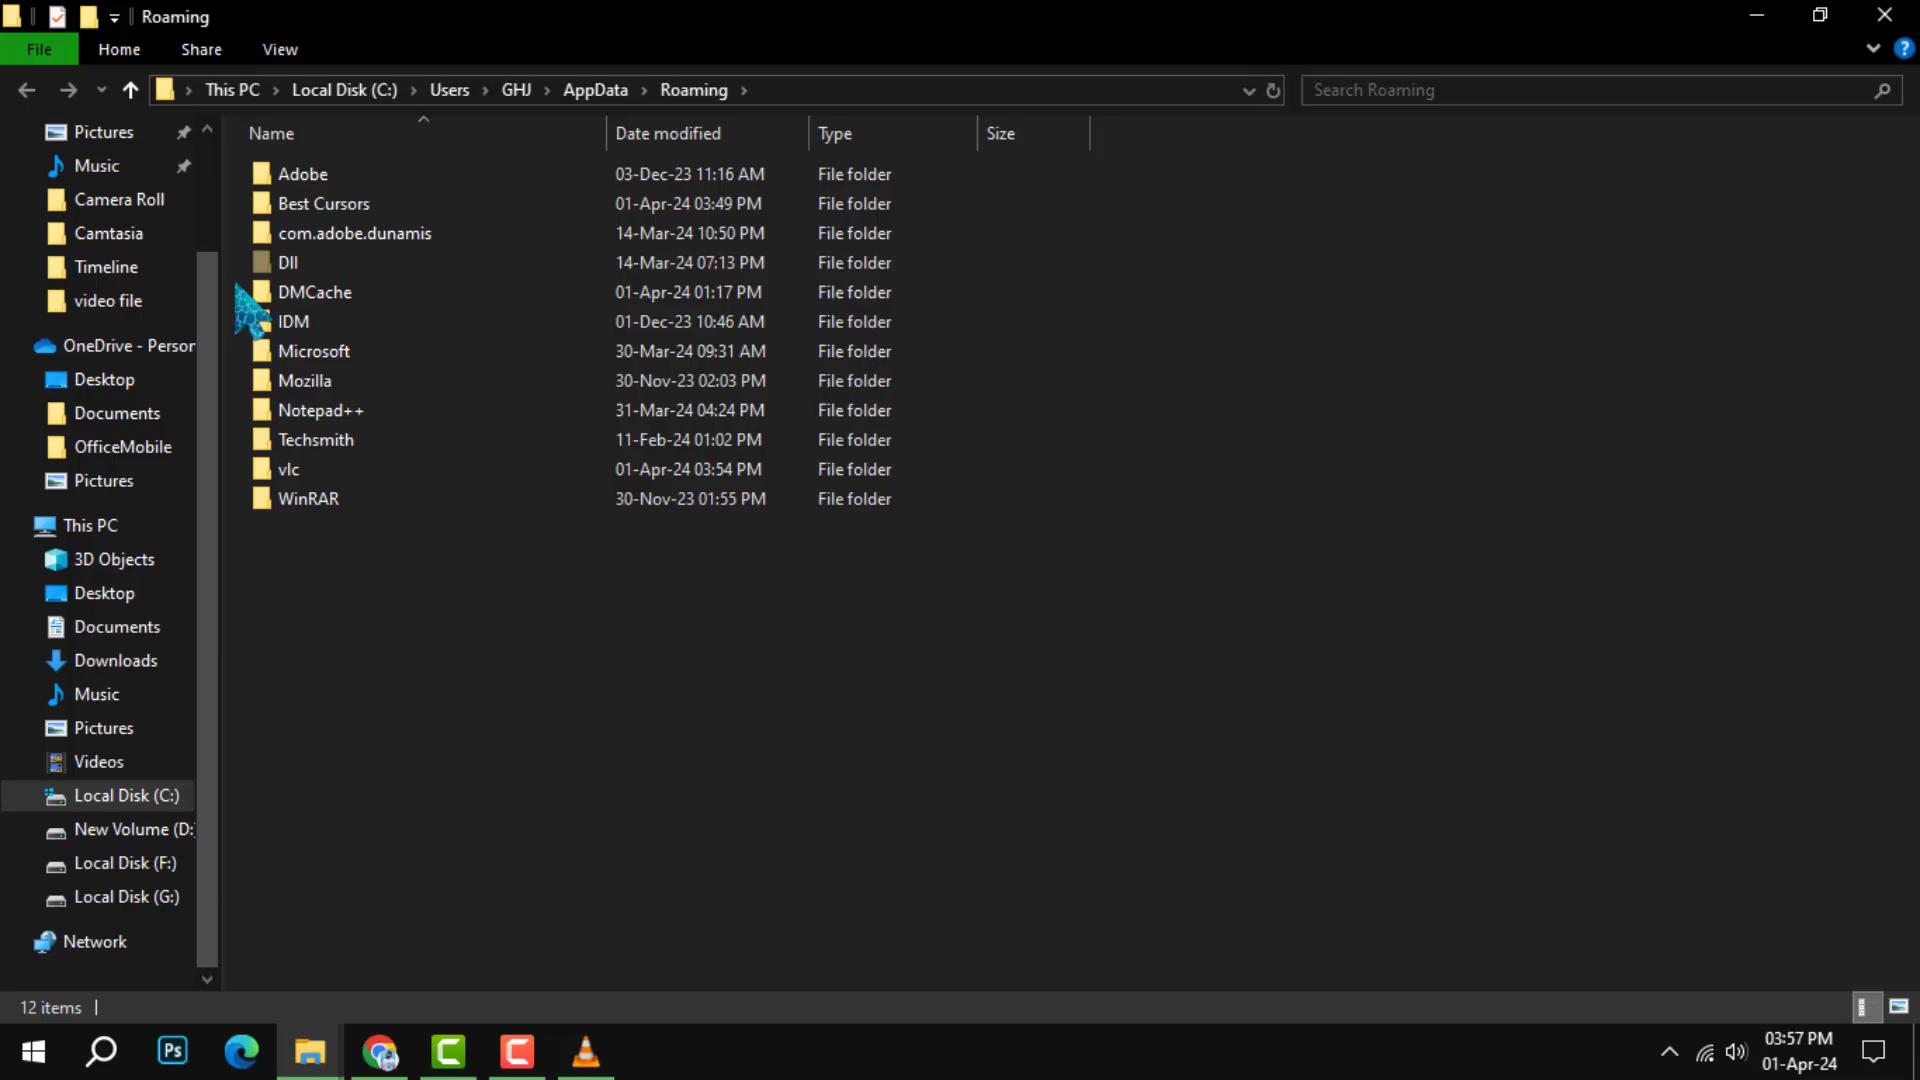 Roaming
File Home Share View
This PC Local Disk (C:) Users GHJ AppData Roaming
Search Roaming
Pictures
Music
Camera Roll
Camtasia
Timeline
video file
OneDrive - Person
Desktop
Documents
OfficeMobile
Pictures
This PC
3D Objects
Desktop
Documents
Downloads
Music
Pictures
Videos
Local Disk (C:)
New Volume (D:)
Local Disk (F:)
Local Disk (G:)
Network
Name Date modified Type Size
Adobe 03-Dec-23 11:16 AM File folder
Best Cursors 01-Apr-24 03:49 PM File folder
com.adobe.dunamis 14-Mar-24 10:50 PM File folder
Dll 14-Mar-24 07:13 PM File folder
DMCache 01-Apr-24 01:17 PM File folder
IDM 01-Dec-23 10:46 AM File folder
Microsoft 30-Mar-24 09:31 AM File folder
Mozilla 30-Nov-23 02:03 PM File folder
Notepad++ 31-Mar-24 04:24 PM File folder
Techsmith 11-Feb-24 01:02 PM File folder
vlc 01-Apr-24 03:54 PM File folder
WinRAR 30-Nov-23 01:55 PM File folder
12 items
Ps
03:57 PM
01-Apr-24